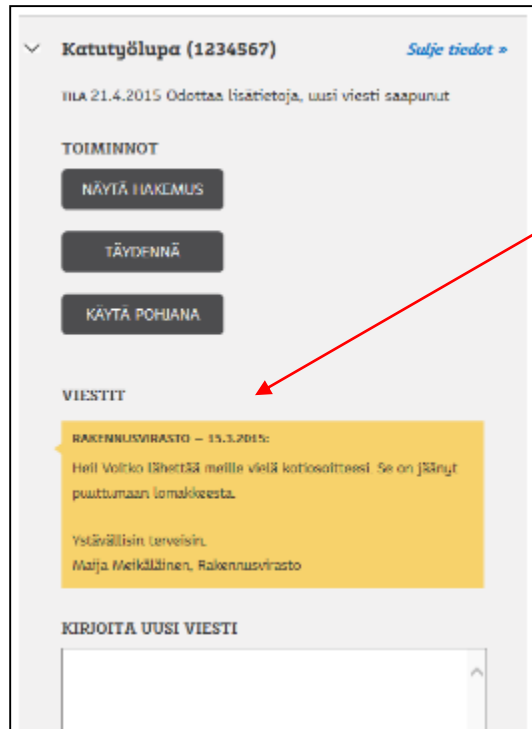 Katutyölupa (1234567) Sulje tiedot »
TILA 21.4.2015 Odottaa lisätietoja, uusi viesti saapunut
TOIMINNOT
NÄYTÄ HAKEMUS
TÄYDENNÄ
KÄYTÄ POHJANA
VIESTIT
RAKENNUSVIRASTO – 15.3.2015:
Hei! Voitko lähettää meille vielä kotiosoitteesi. Se on jäänyt
puuttumaan lomakkeesta.
Ystävällisin terveisin,
Maija Meikäläinen, Rakennusvirasto
KIRJOITA UUSI VIESTI